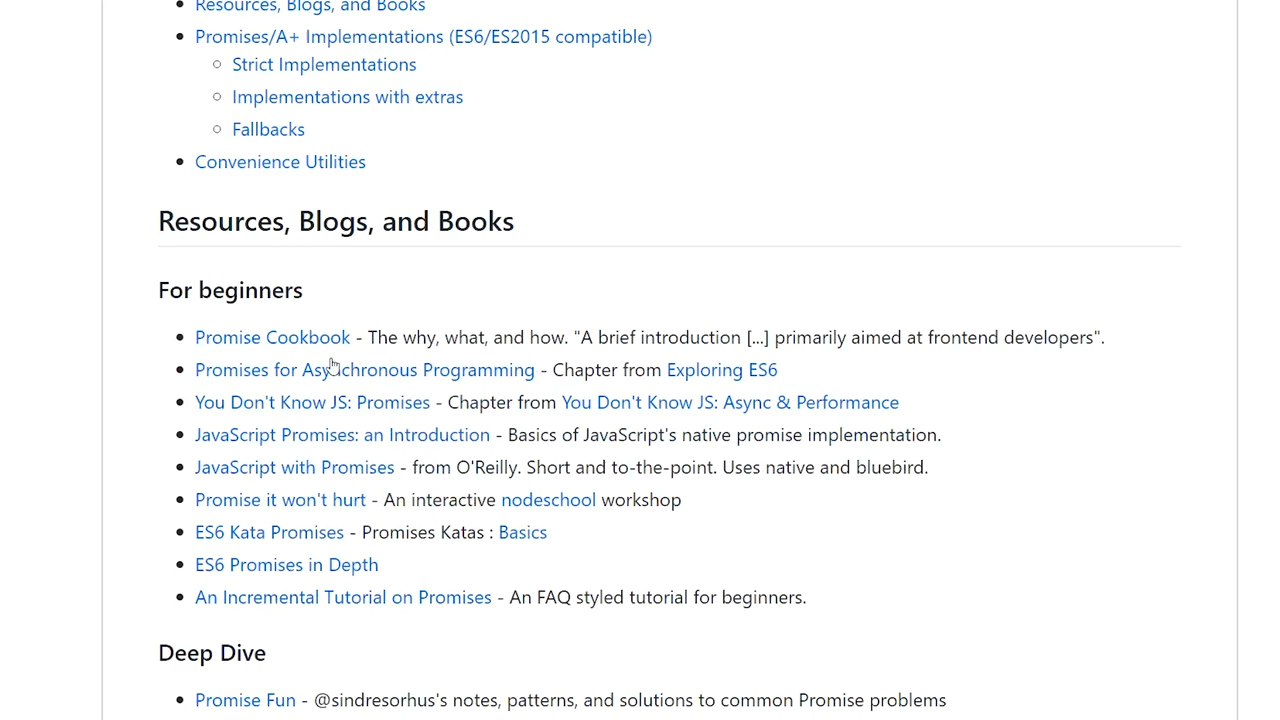 Resources, Blogs, and Books
Promises/A+ Implementations (ES6/ES2015 compatible)
Strict Implementations
Implementations with extras
Fallbacks
Convenience Utilities
Resources, Blogs, and Books
For beginners
Promise Cookbook - The why, what, and how. "A brief introduction [...] primarily aimed at frontend developers".
Promises for Asynchronous Programming - Chapter from Exploring ES6
You Don't Know JS: Promises - Chapter from You Don't Know JS: Async & Performance
JavaScript Promises: an Introduction - Basics of JavaScript's native promise implementation.
JavaScript with Promises - from O'Reilly. Short and to-the-point. Uses native and bluebird.
Promise it won't hurt - An interactive nodeschool workshop
ES6 Kata Promises - Promises Katas : Basics
ES6 Promises in Depth
An Incremental Tutorial on Promises - An FAQ styled tutorial for beginners.
Deep Dive
Promise Fun - @sindresorhus's notes, patterns, and solutions to common Promise problems